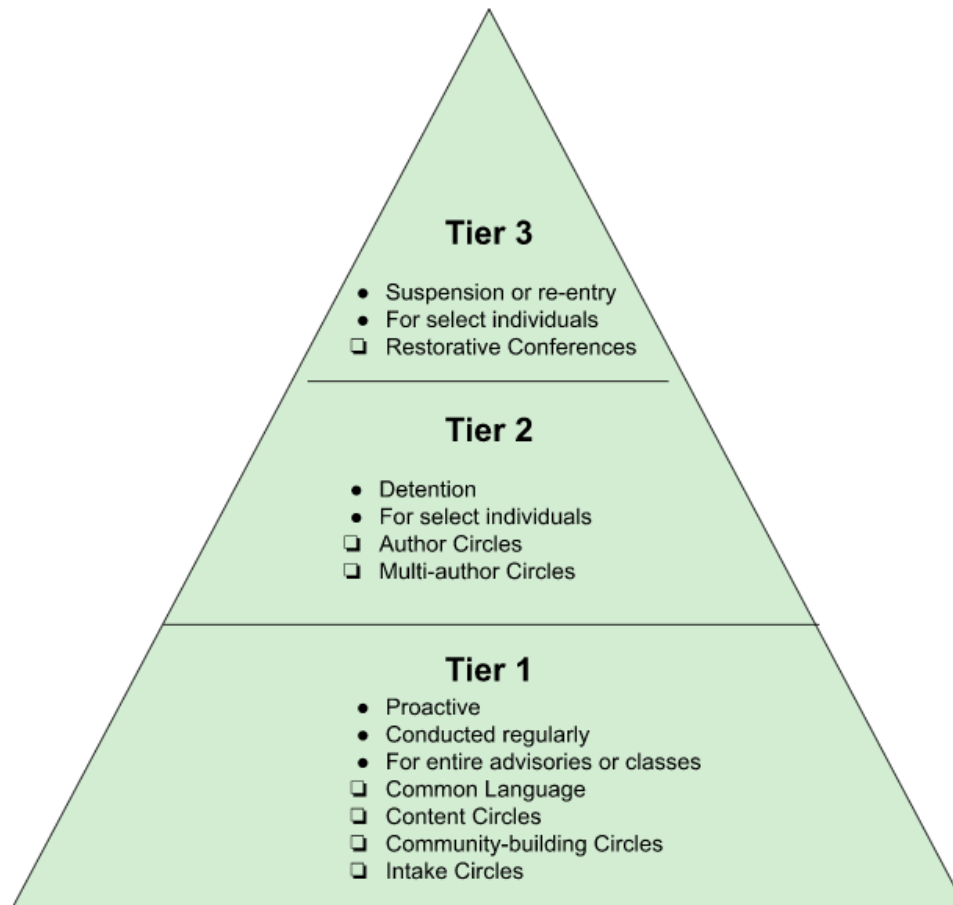 Tier 3
● Suspension or re-entry
● For select individuals
❏ Restorative Conferences
Tier 2
● Detention
● For select individuals
❏ Author Circles
❏ Multi-author Circles
Tier 1
● Proactive
● Conducted regularly
● For entire advisories or classes
❏ Common Language
❏ Content Circles
❏ Community-building Circles
❏ Intake Circles